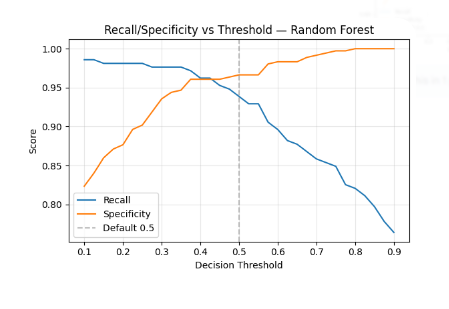 Recall/Specificity vs Threshold — Random Forest
1.00
0.95
0.90
0.85
0.80
Score
Recall
Specificity
Default 0.5
0.1 0.2 0.3 0.4 0.5 0.6 0.7 0.8 0.9
Decision Threshold